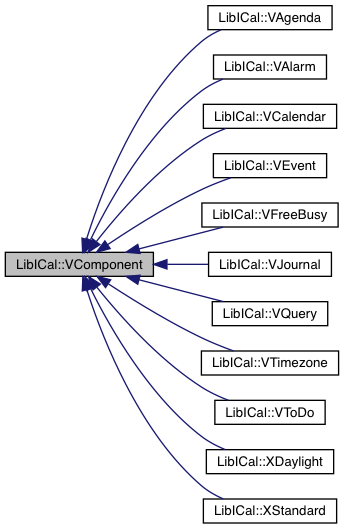 LibICal::VAgenda
LibICal::VAlarm
LibICal::VCalendar
LibICal::VEvent
LibICal::VFreeBusy
LibICal::VComponent
LibICal::VJournal
LibICal::VQuery
LibICal::VTimezone
LibICal::VToDo
LibICal::XDaylight
LibICal::XStandard